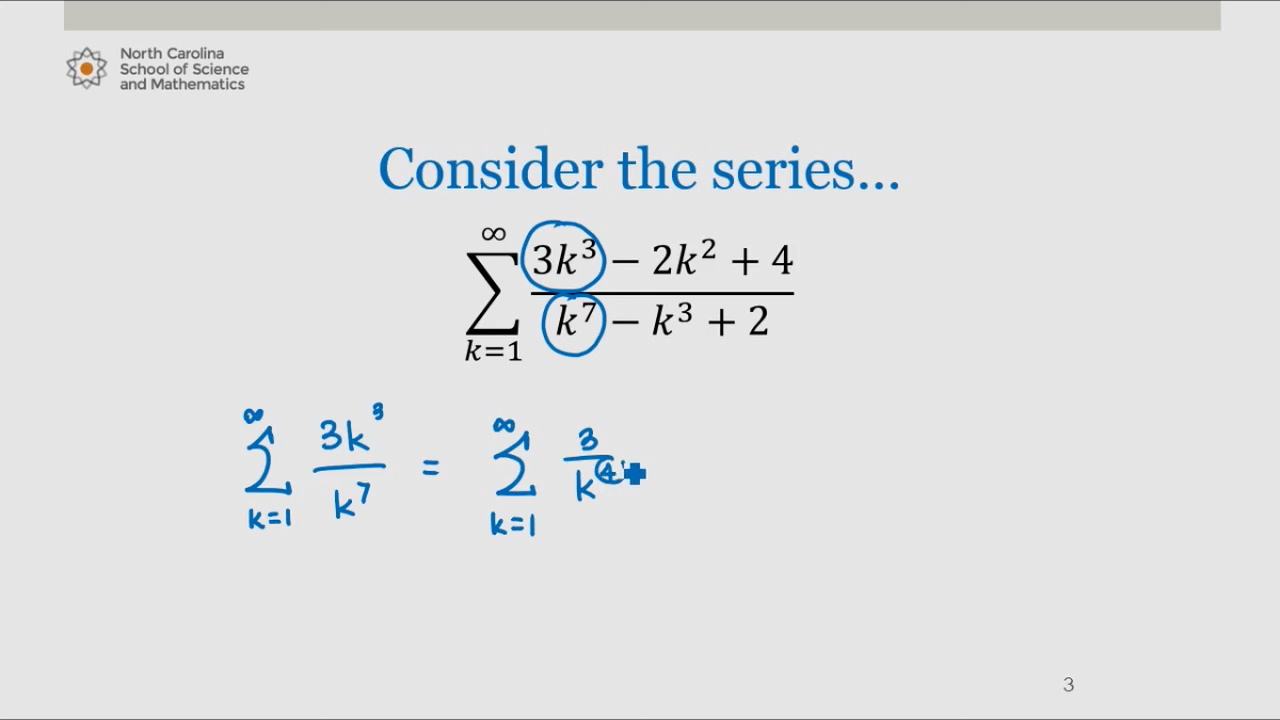 North Carolina
School of Science
and Mathematics
Consider the series...
∞
∑ 3k³ − 2k² + 4 / k⁷ − k³ + 2
k=1
∞ ∞
∑ 3k³ / k⁷ = ∑ 3 / k⁴
k=1 k=1
3